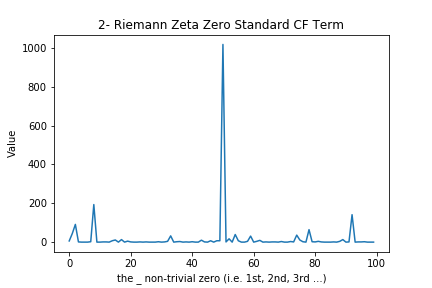 2- Riemann Zeta Zero Standard CF Term
1000
800
600
400
200
0
Value
0 20 40 60 80 100
the _ non-trivial zero (i.e. 1st, 2nd, 3rd ...)